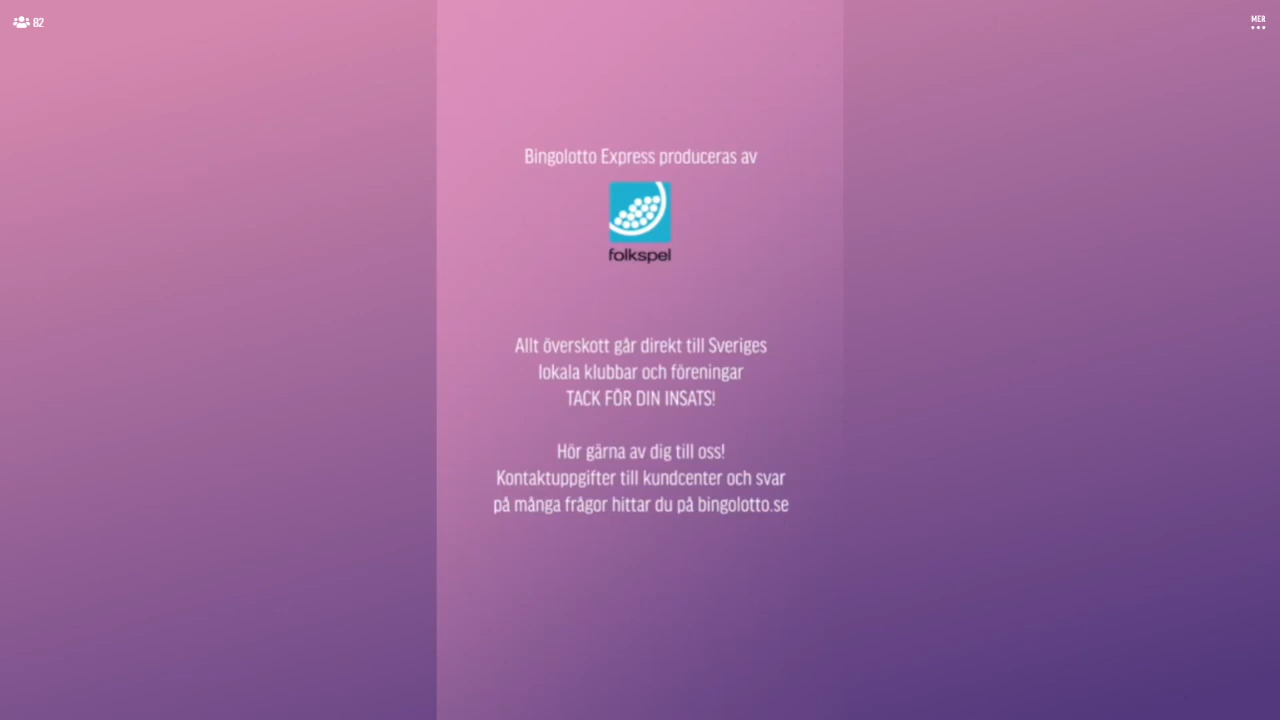 82
MER
Bingolotto Express produceras av
folkspel
Allt överskott går direkt till Sveriges
lokala klubbar och föreningar
TACK FÖR DIN INSATS!
Hör gärna av dig till oss!
Kontaktuppgifter till kundcenter och svar
på många frågor hittar du på bingolotto.se